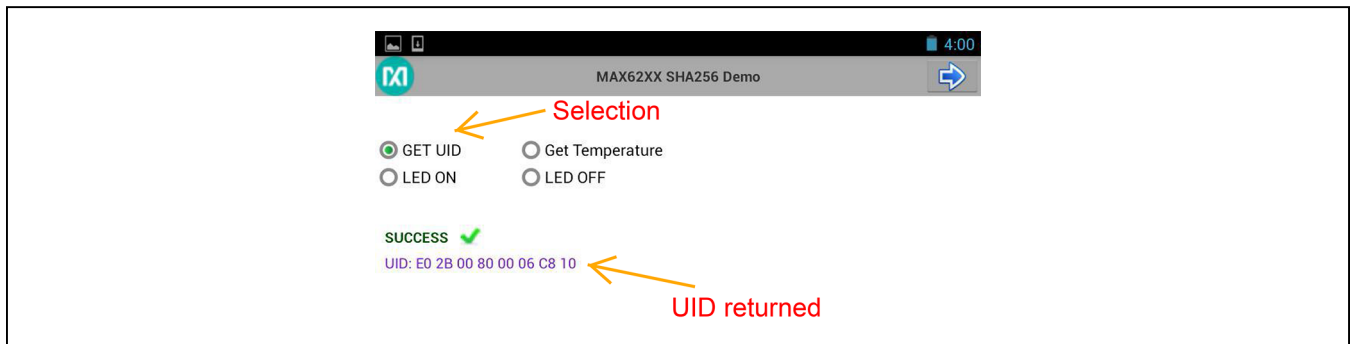 4:00
MAX62XX SHA256 Demo
Selection
GET UID Get Temperature
LED ON LED OFF
SUCCESS
UID: E0 2B 00 80 00 06 C8 10
UID returned